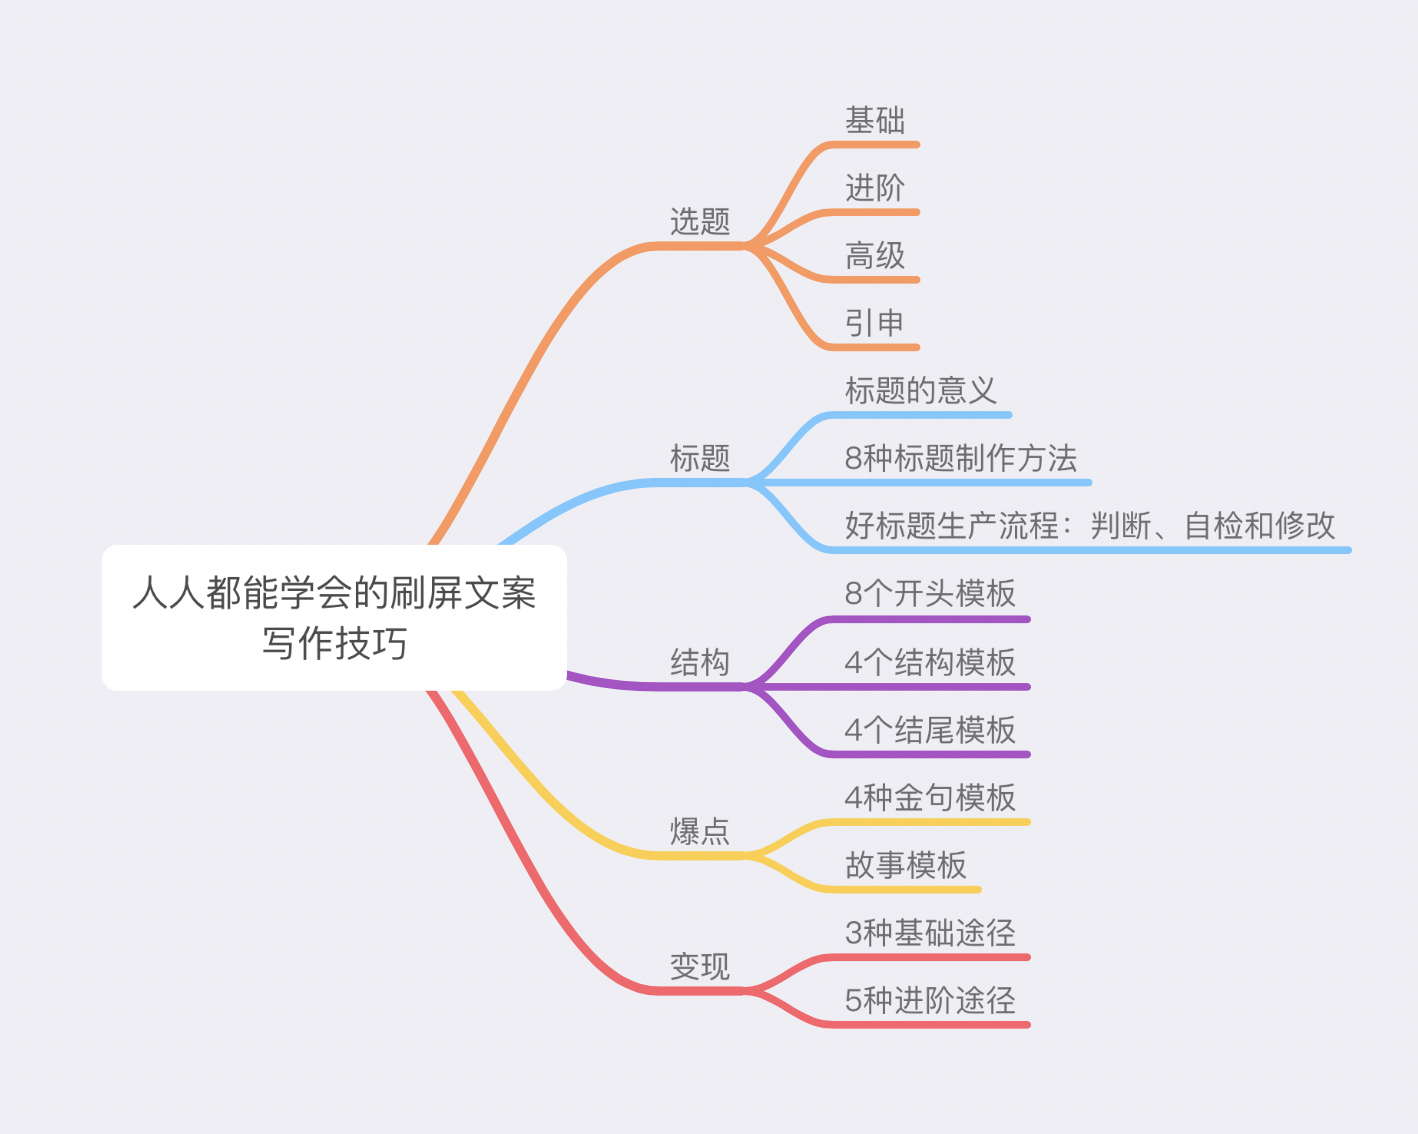 人人都能学会的刷屏文案
写作技巧
选题
基础
进阶
高级
引申
标题
标题的意义
8种标题制作方法
好标题生产流程：判断、自检和修改
结构
8个开头模板
4个结构模板
4个结尾模板
爆点
4种金句模板
故事模板
变现
3种基础途径
5种进阶途径